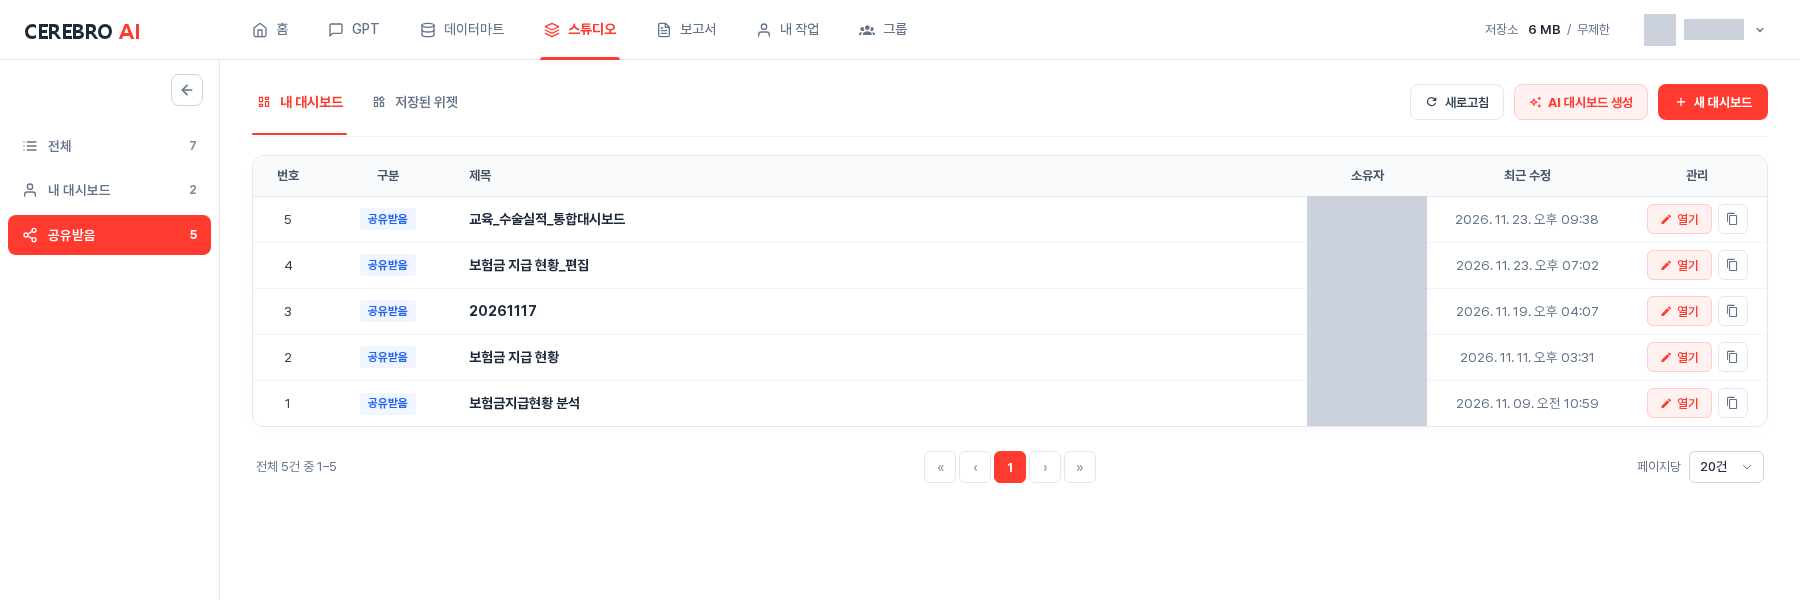 CEREBRO AI
홈
GPT
데이터마트
스튜디오
보고서
내 작업
그룹
저장소 6 MB / 무제한
내 대시보드
저장된 위젯
새로고침
AI 대시보드 생성
+ 새 대시보드
전체 7
내 대시보드 2
공유받음 5
번호 구분 제목 소유자 최근 수정 관리
5 공유받음 교육_수술실적_통합대시보드 2026. 11. 23. 오후 09:38 열기
4 공유받음 보험금 지급 현황_편집 2026. 11. 23. 오후 07:02 열기
3 공유받음 20261117 2026. 11. 19. 오후 04:07 열기
2 공유받음 보험금 지급 현황 2026. 11. 11. 오후 03:31 열기
1 공유받음 보험금지급현황 분석 2026. 11. 09. 오전 10:59 열기
전체 5건 중 1–5
« ‹ 1 › »
페이지당 20건